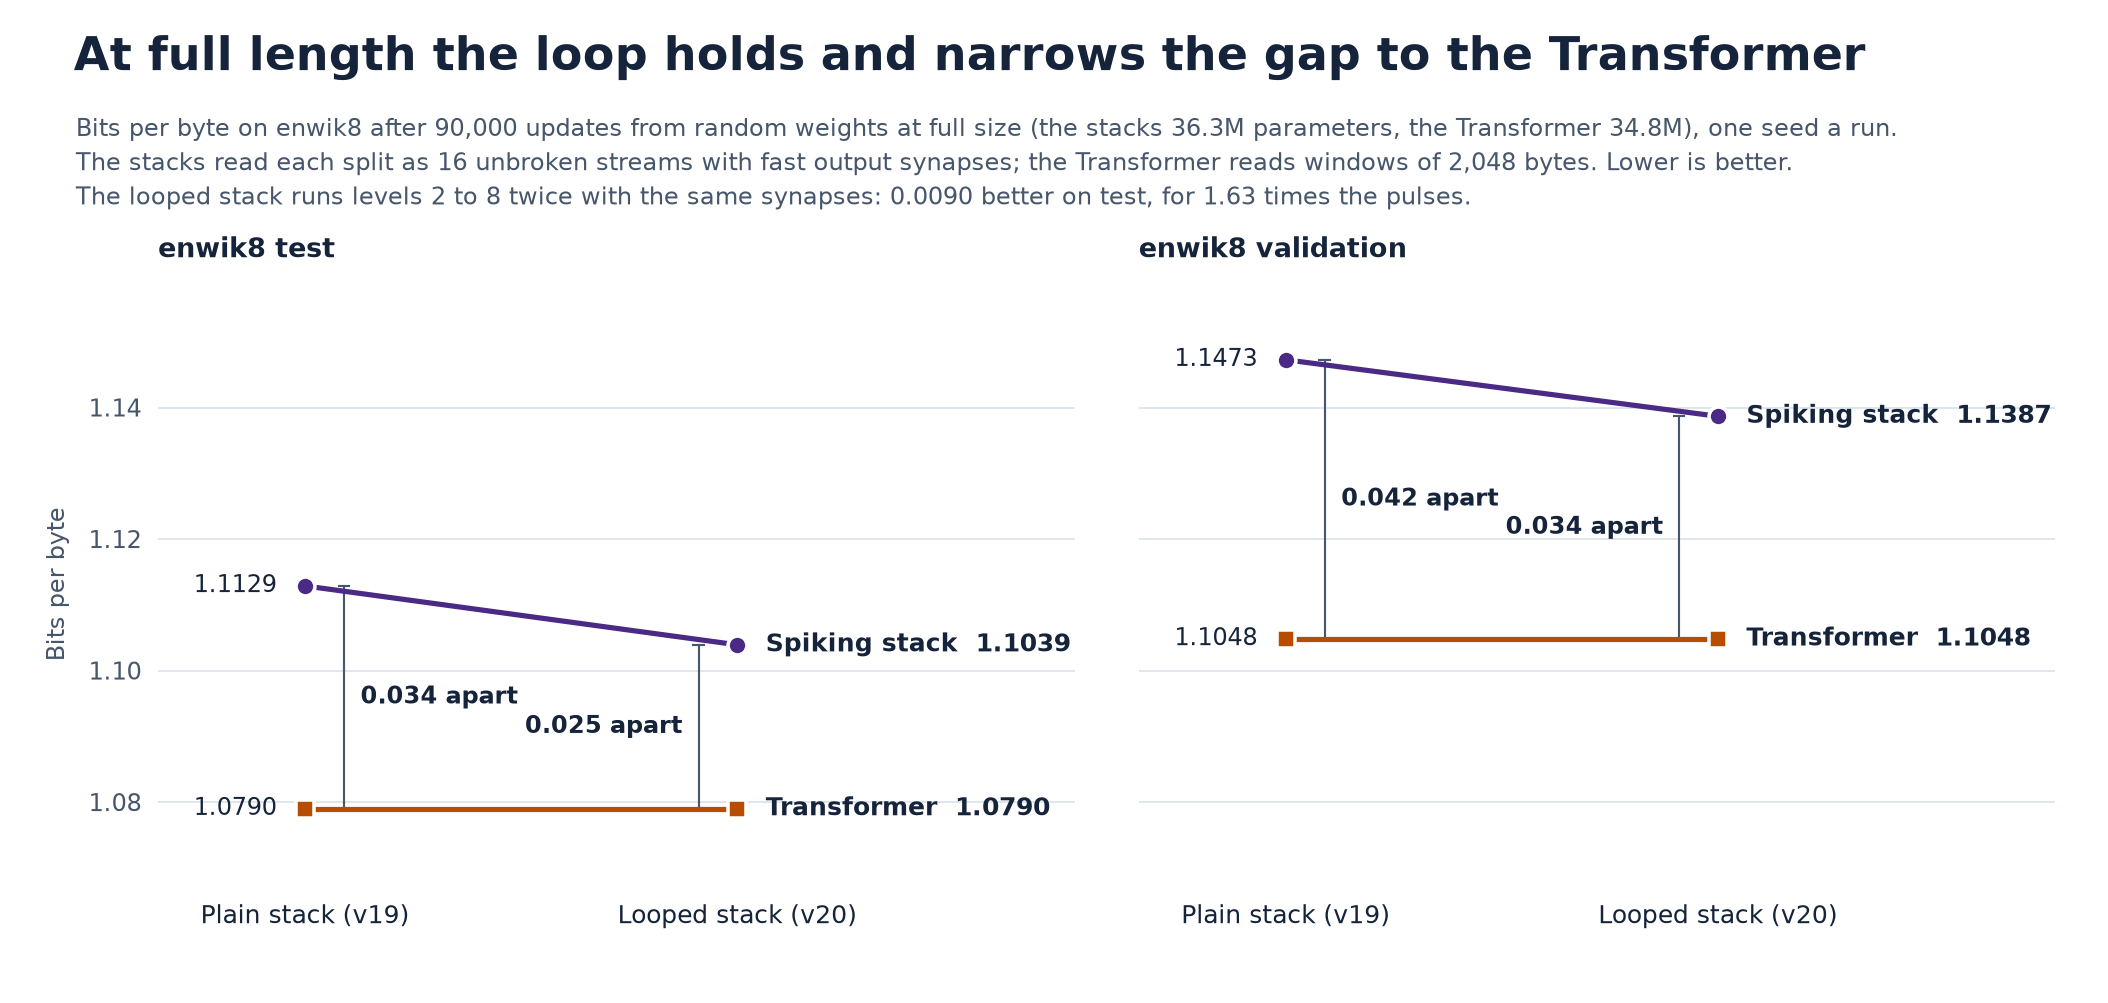 At full length the loop holds and narrows the gap to the Transformer
Bits per byte on enwik8 after 90,000 updates from random weights at full size (the stacks 36.3M parameters, the Transformer 34.8M), one seed a run.
The stacks read each split as 16 unbroken streams with fast output synapses; the Transformer reads windows of 2,048 bytes. Lower is better.
The looped stack runs levels 2 to 8 twice with the same synapses: 0.0090 better on test, for 1.63 times the pulses.
enwik8 test
Bits per byte
1.14
1.12
1.10
1.08
1.1129
Spiking stack 1.1039
0.034 apart
0.025 apart
1.0790
Transformer 1.0790
Plain stack (v19)
Looped stack (v20)
enwik8 validation
1.1473
Spiking stack 1.1387
0.042 apart
0.034 apart
1.1048
Transformer 1.1048
Plain stack (v19)
Looped stack (v20)